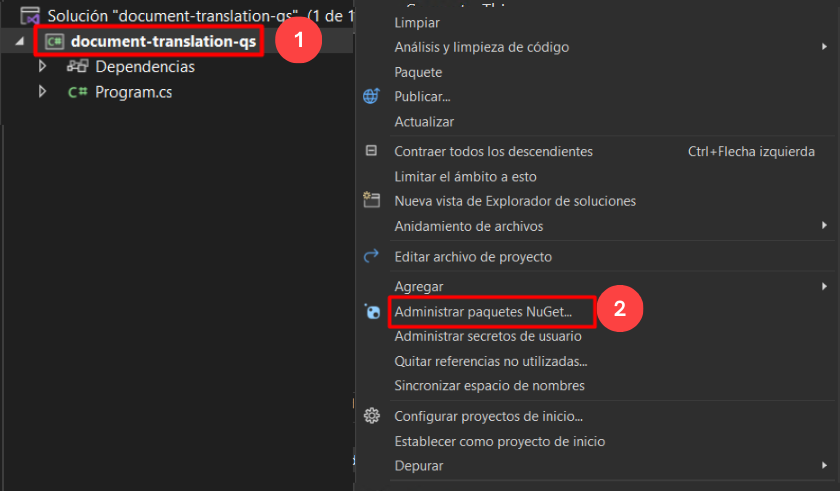 Solución "document-translation-qs" (1 de 1
document-translation-qs
1
Dependencias
C# Program.cs
Limpiar
Análisis y limpieza de código
Paquete
Publicar...
Actualizar
Contraer todos los descendientes Ctrl+Flecha izquierda
Limitar el ámbito a esto
Nueva vista de Explorador de soluciones
Anidamiento de archivos
Editar archivo de proyecto
Agregar
Administrar paquetes NuGet...
2
Administrar secretos de usuario
Quitar referencias no utilizadas...
Sincronizar espacio de nombres
Configurar proyectos de inicio...
Establecer como proyecto de inicio
Depurar